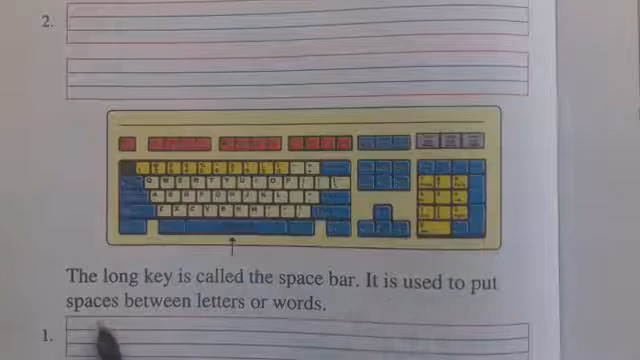 2.
The long key is called the space bar. It is used to put
spaces between letters or words.
1.